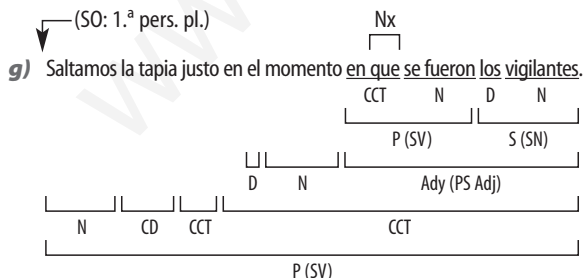 (SO: 1.ª pers. pl.) Nx
g) Saltamos la tapia justo en el momento en que se fueron los vigilantes.
CCT N D N
P (SV) S (SN)
D N Ady (PS Adj)
N CD CCT CCT
P (SV)